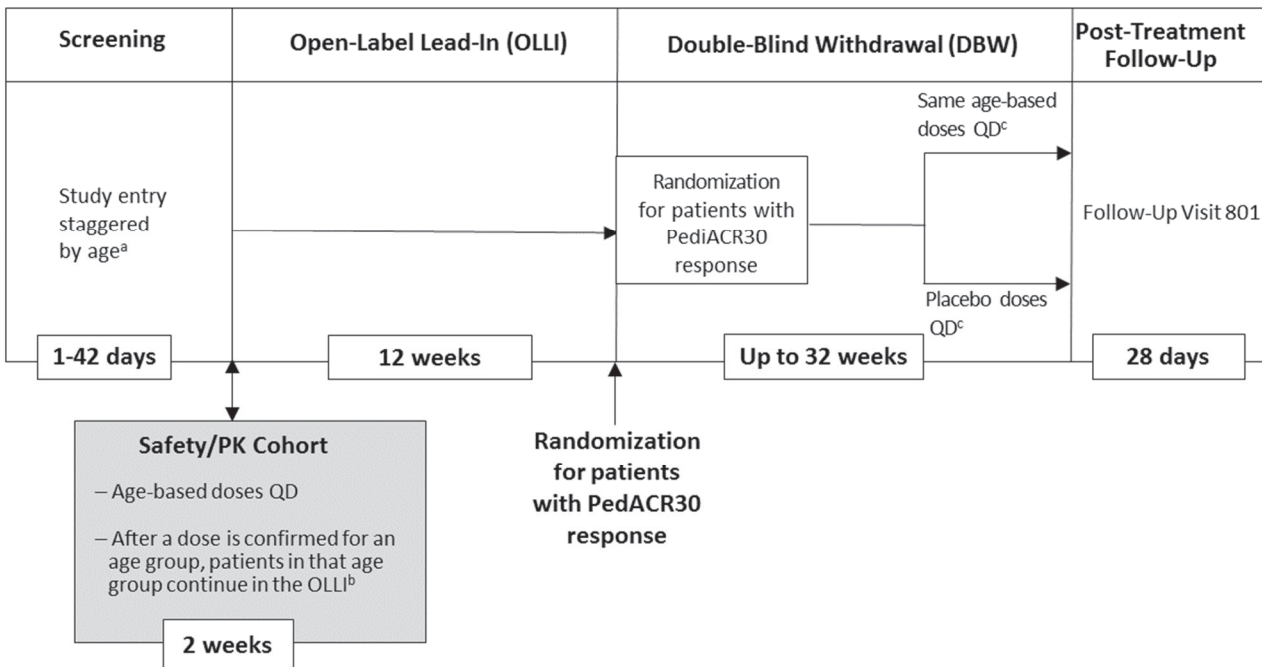 Screening
Open-Label Lead-In (OLLI)
Double-Blind Withdrawal (DBW)
Post-Treatment
Follow-Up
Study entry
staggered
by ageᵃ
Randomization
for patients with
PediACR30
response
Same age-based
doses QDᶜ
Placebo doses
QDᶜ
Follow-Up Visit 801
1-42 days
12 weeks
Up to 32 weeks
28 days
Safety/PK Cohort
– Age-based doses QD
– After a dose is confirmed for an
age group, patients in that age
group continue in the OLLIᵇ
2 weeks
Randomization
for patients
with PedACR30
response